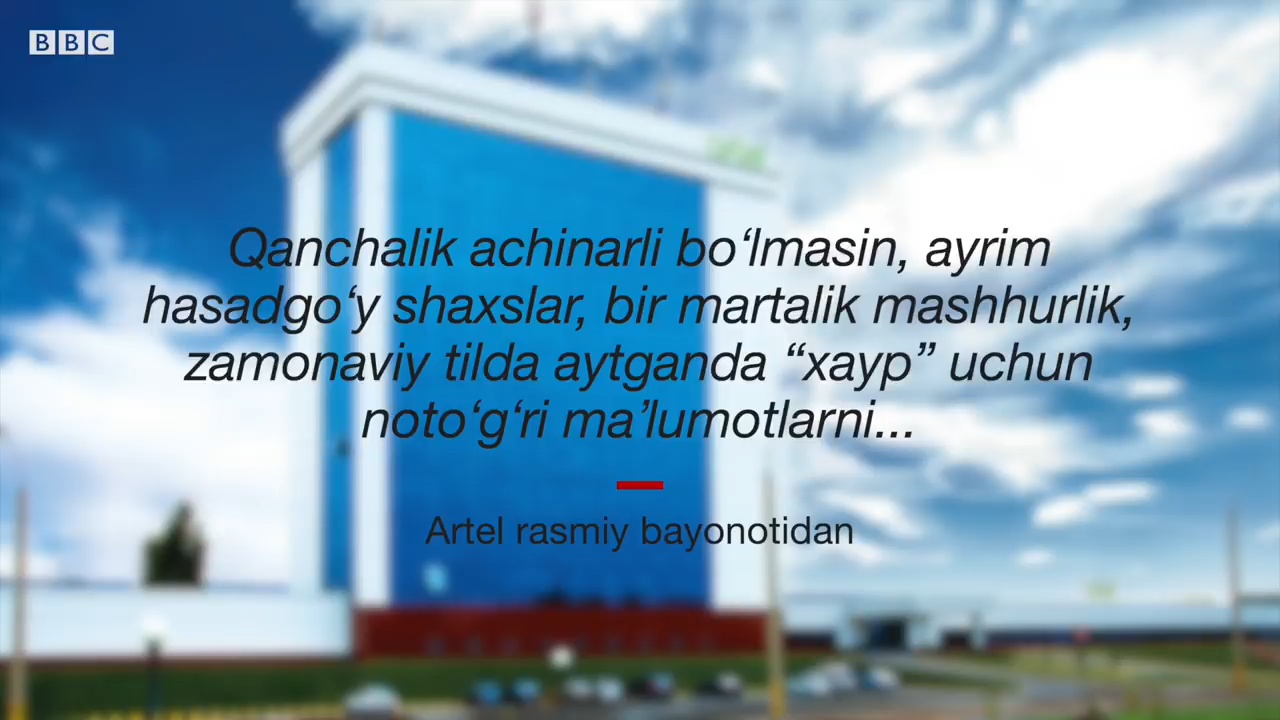 BBC
Qanchalik achinarli bo‘lmasin, ayrim
hasadgo‘y shaxslar, bir martalik mashhurlik,
zamonaviy tilda aytganda “xayp” uchun
noto‘g‘ri ma’lumotlarni...
Artel rasmiy bayonotidan